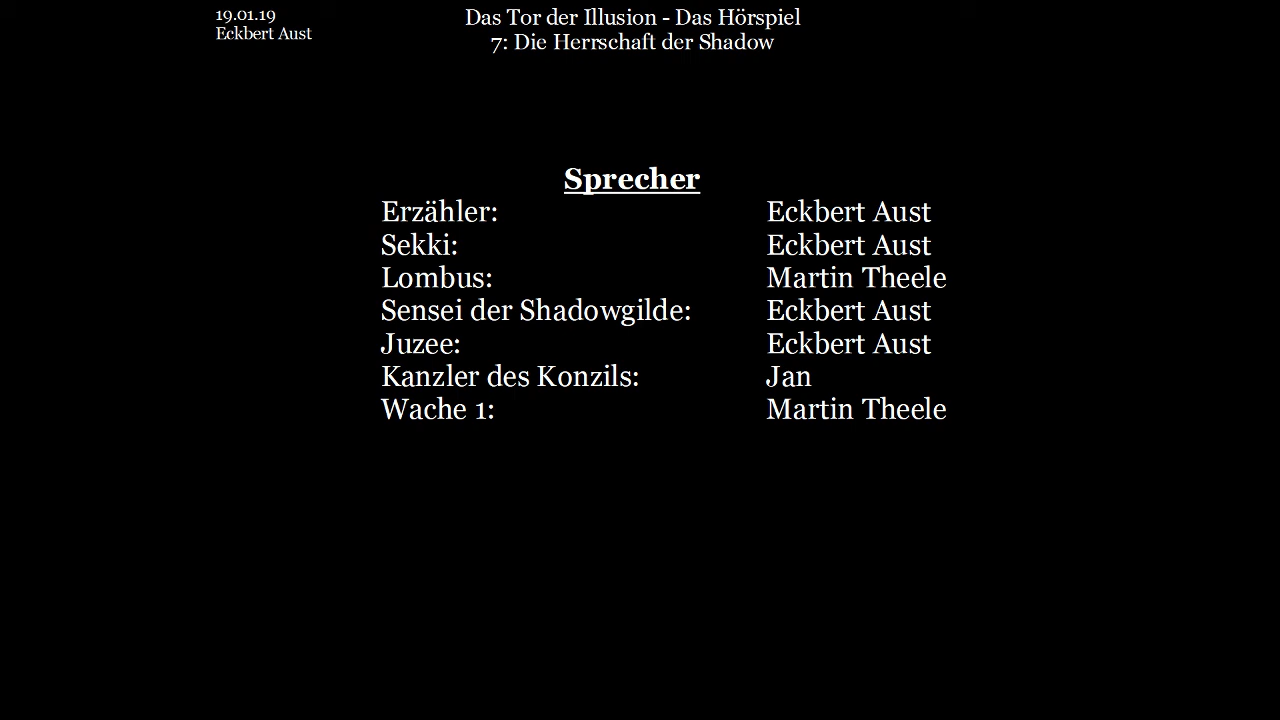 19.01.19
Eckbert Aust
Das Tor der Illusion - Das Hörspiel
7: Die Herrschaft der Shadow
Sprecher
Erzähler: Eckbert Aust
Sekki: Eckbert Aust
Lombus: Martin Theele
Sensei der Shadowgilde: Eckbert Aust
Juzee: Eckbert Aust
Kanzler des Konzils: Jan
Wache 1: Martin Theele